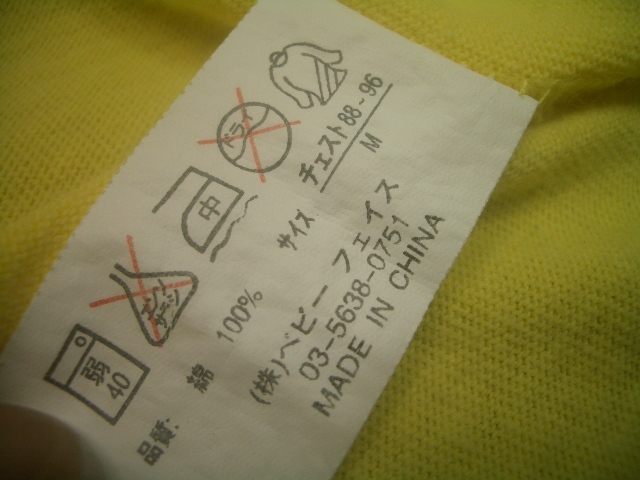 弱
40
エンソ
サラシ
中
ドライ
品質: 綿 100%
サイズ チェスト88~96
M
(株)ベビー フェイス
03-5638-0751
MADE IN CHINA